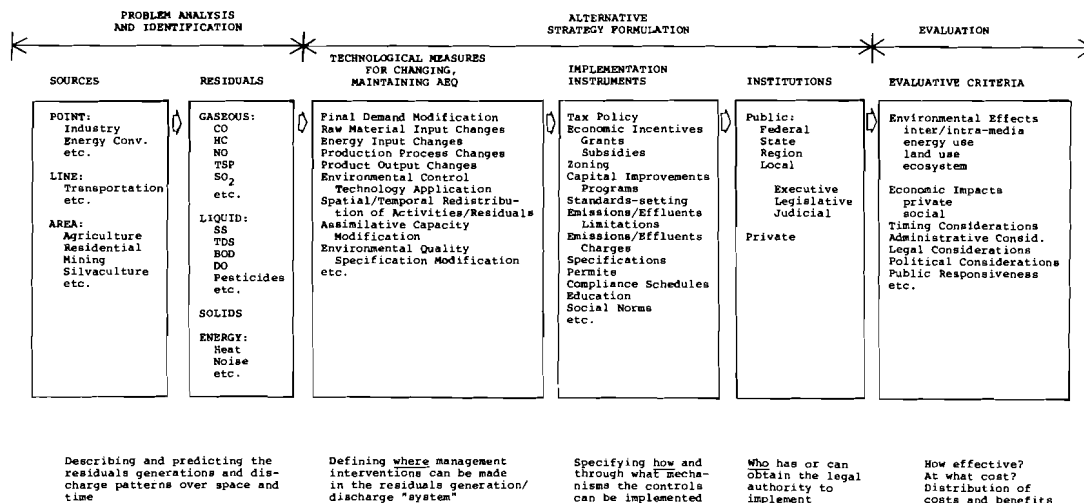 PROBLEM ANALYSIS
AND IDENTIFICATION
ALTERNATIVE
STRATEGY FORMULATION
EVALUATION
SOURCES
POINT:
Industry
Energy Conv.
etc.
LINE:
Transportation
etc.
AREA:
Agriculture
Residential
Mining
Silvaculture
etc.
RESIDUALS
GASEOUS:
CO
HC
NO
TSP
SO2
etc.
LIQUID:
SS
TDS
BOD
DO
Pesticides
etc.
SOLIDS
ENERGY:
Heat
Noise
etc.
TECHNOLOGICAL MEASURES
FOR CHANGING,
MAINTAINING AEQ
Final Demand Modification
Raw Material Input Changes
Energy Input Changes
Production Process Changes
Product Output Changes
Environmental Control
Technology Application
Spatial/Temporal Redistribu-
tion of Activities/Residuals
Assimilative Capacity
Modification
Environmental Quality
Specification Modification
etc.
IMPLEMENTATION
INSTRUMENTS
Tax Policy
Economic Incentives
Grants
Subsidies
Zoning
Capital Improvements
Programs
Standards-setting
Emissions/Effluents
Limitations
Emissions/Effluents
Charges
Specifications
Permits
Compliance Schedules
Education
Social Norms
etc.
INSTITUTIONS
Public:
Federal
State
Region
Local
Executive
Legislative
Judicial
Private
EVALUATIVE CRITERIA
Environmental Effects
inter/intra-media
energy use
land use
ecosystem
Economic Impacts
private
social
Timing Considerations
Administrative Consid.
Legal Considerations
Political Considerations
Public Responsiveness
etc.
Describing and predicting the
residuals generations and dis-
charge patterns over space and
time
Defining where management
interventions can be made
in the residuals generation/
discharge "system"
Specifying how and
through what mecha-
nisms the controls
can be implemented
Who has or can
obtain the legal
authority to
implement
How effective?
At what cost?
Distribution of
costs and benefits